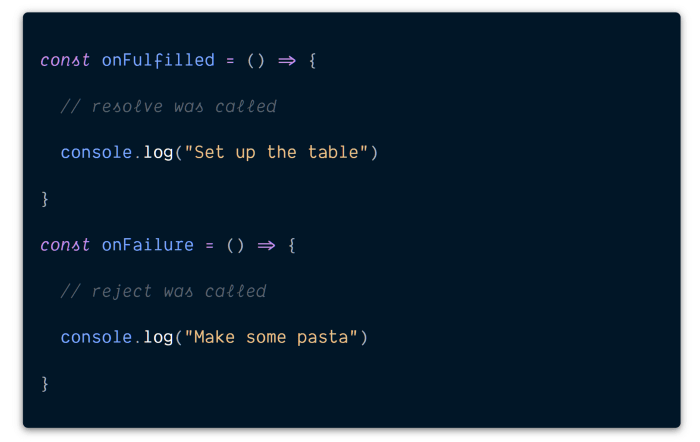 const onFulfilled = () => {
// resolve was called
console.log("Set up the table")
}
const onFailure = () => {
// reject was called
console.log("Make some pasta")
}